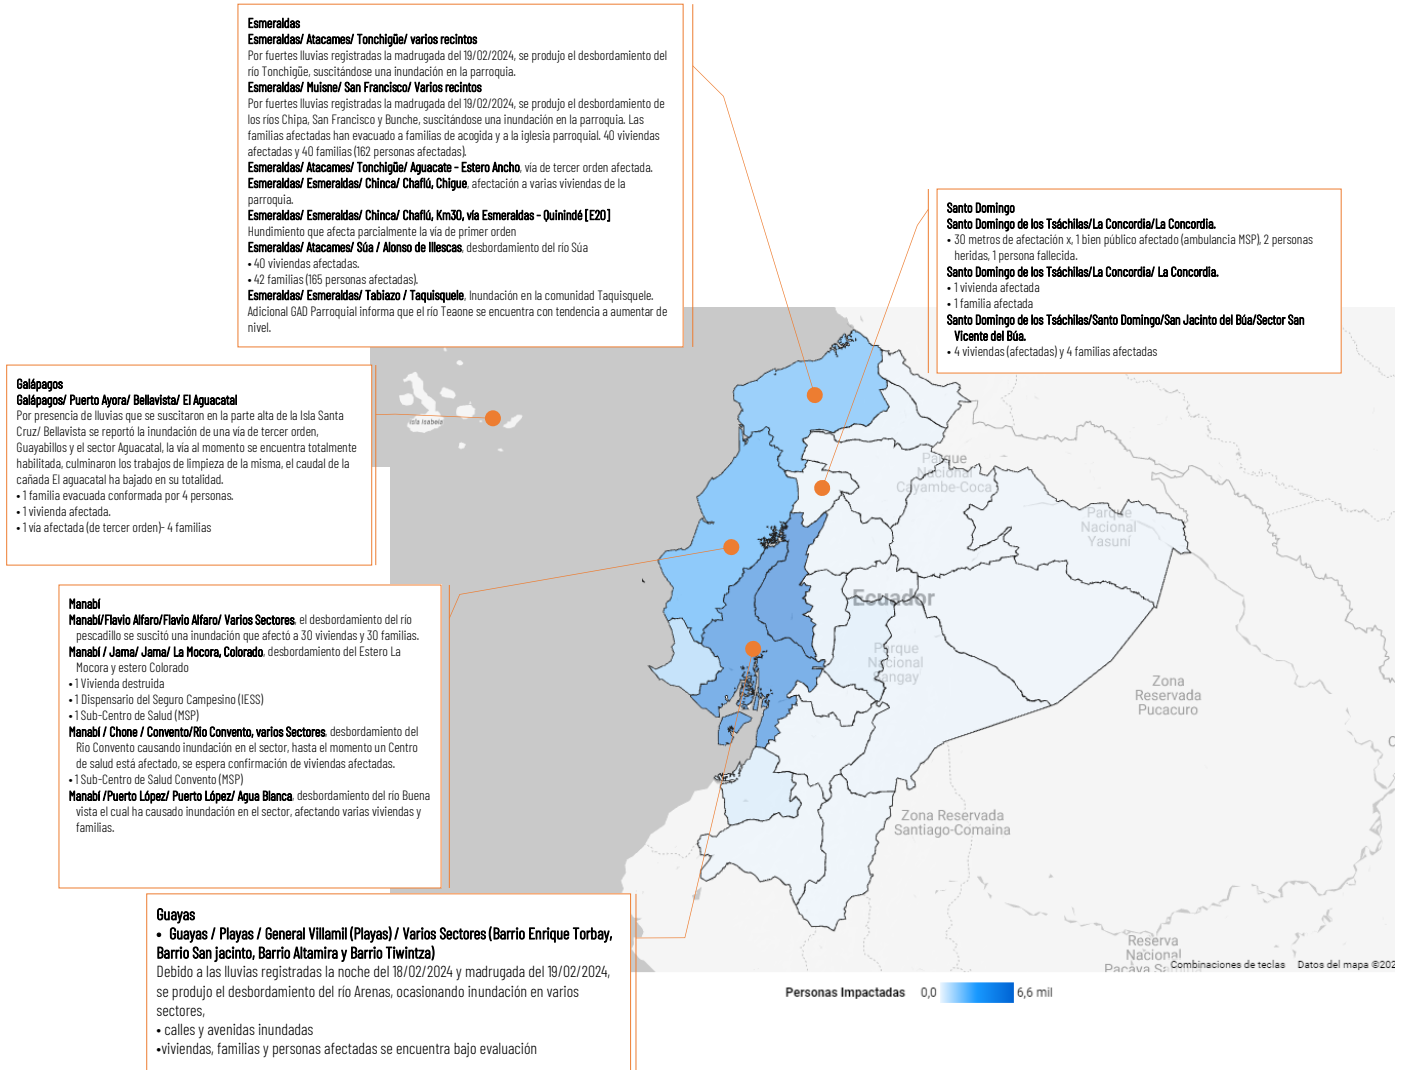 Esmeraldas
Esmeraldas/ Atacames/ Tonchigüe/ varios recintos
Por fuertes lluvias registradas la madrugada del 19/02/2024, se produjo el desbordamiento del
río Tonchigüe, suscitándose una inundación en la parroquia.
Esmeraldas/ Muisne/ San Francisco/ Varios recintos
Por fuertes lluvias registradas la madrugada del 19/02/2024, se produjo el desbordamiento de
los ríos Chipa, San Francisco y Bunche, suscitándose una inundación en la parroquia. Las
familias afectadas han evacuado a familias de acogida y a la iglesia parroquial. 40 viviendas
afectadas y 40 familias (162 personas afectadas).
Esmeraldas/ Atacames/ Tonchigüe/ Aguacate - Estero Ancho, vía de tercer orden afectada.
Esmeraldas/ Esmeraldas/ Chinca/ Chaflú, Chigue, afectación a varias viviendas de la
parroquia.
Esmeraldas/ Esmeraldas/ Chinca/ Chaflú, Km30, vía Esmeraldas - Quinindé [E20]
Hundimiento que afecta parcialmente la vía de primer orden
Esmeraldas/ Atacames/ Súa / Alonso de Illescas, desbordamiento del río Súa
• 40 viviendas afectadas.
• 42 familias (165 personas afectadas).
Esmeraldas/ Esmeraldas/ Tabiazo / Taquisquele, Inundación en la comunidad Taquisquele.
Adicional GAD Parroquial informa que el río Teaone se encuentra con tendencia a aumentar de
nivel.
Santo Domingo
Santo Domingo de los Tsáchilas/La Concordia/La Concordia.
• 30 metros de afectación x, 1 bien público afectado (ambulancia MSP), 2 personas
heridas, 1 persona fallecida.
Santo Domingo de los Tsáchilas/La Concordia/ La Concordia.
• 1 vivienda afectada
• 1 familia afectada
Santo Domingo de los Tsáchilas/Santo Domingo/San Jacinto del Búa/Sector San
Vicente del Búa.
• 4 viviendas (afectadas) y 4 familias afectadas
Galápagos
Galápagos/ Puerto Ayora/ Bellavista/ El Aguacatal
Por presencia de lluvias que se suscitaron en la parte alta de la Isla Santa
Cruz/ Bellavista se reportó la inundación de una vía de tercer orden,
Guayabillos y el sector Aguacatal, la vía al momento se encuentra totalmente
habilitada, culminaron los trabajos de limpieza de la misma, el caudal de la
cañada El aguacatal ha bajado en su totalidad.
• 1 familia evacuada conformada por 4 personas.
• 1 vivienda afectada.
• 1 vía afectada (de tercer orden)- 4 familias
Isla Isabela
Manabí
Manabí/Flavio Alfaro/Flavio Alfaro/ Varios Sectores, el desbordamiento del río
pescadillo se suscitó una inundación que afectó a 30 viviendas y 30 familias.
Manabí / Jama/ Jama/ La Mocora, Colorado, desbordamiento del Estero La
Mocora y estero Colorado
• 1 Vivienda destruida
• 1 Dispensario del Seguro Campesino (IESS)
• 1 Sub-Centro de Salud (MSP)
Manabí / Chone / Convento/Río Convento, varios Sectores, desbordamiento del
Río Convento causando inundación en el sector, hasta el momento un Centro
de salud está afectado, se espera confirmación de viviendas afectadas.
• 1 Sub-Centro de Salud Convento (MSP)
Manabí /Puerto López/ Puerto López/ Agua Blanca, desbordamiento del río Buena
vista el cual ha causado inundación en el sector, afectando varias viviendas y
familias.
Guayas
• Guayas / Playas / General Villamil (Playas) / Varios Sectores (Barrio Enrique Torbay,
Barrio San jacinto, Barrio Altamira y Barrio Tiwintza)
Debido a las lluvias registradas la noche del 18/02/2024 y madrugada del 19/02/2024,
se produjo el desbordamiento del río Arenas, ocasionando inundación en varios
sectores,
• calles y avenidas inundadas
•viviendas, familias y personas afectadas se encuentra bajo evaluación
Parque
Nacional
Cayambe-Coca
Parque
Nacional
Yasuní
Ecuador
Parque
Nacional
Sangay
Zona
Reservada
Pucacuro
Zona Reservada
Santiago-Comaina
Reserva
Nacional
Pacaya
Combinaciones de teclas Datos del mapa ©202
Personas Impactadas 0,0 6,6 mil